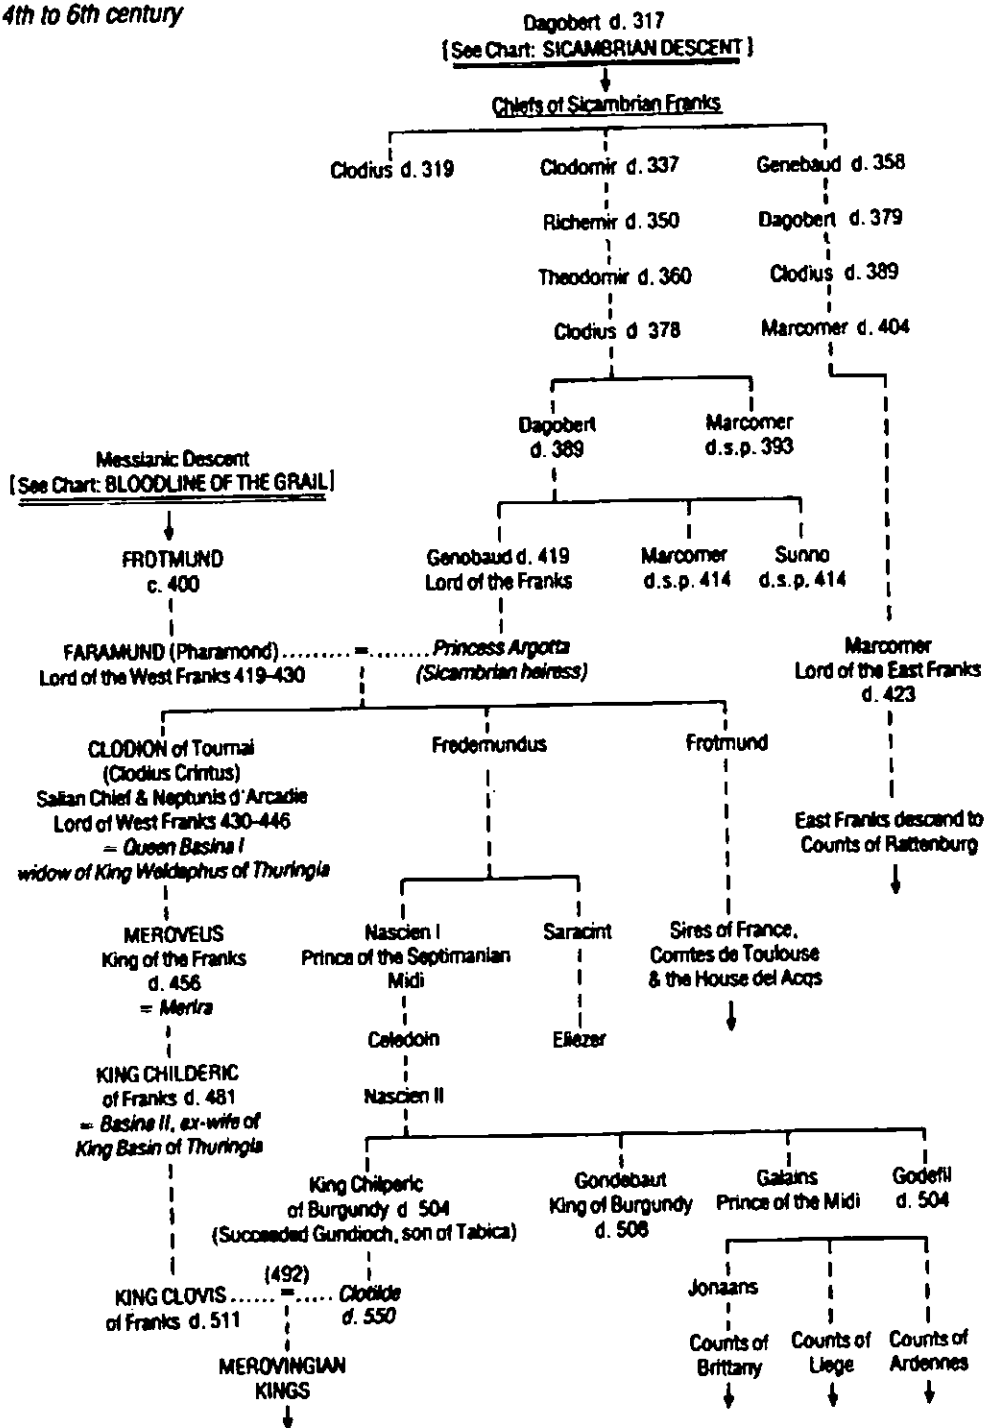 4th to 6th century
Dagobert d. 317
[See Chart: SICAMBRIAN DESCENT]
Chiefs of Sicambrian Franks
Clodius d. 319
Clodomir d. 337
Genebaud d. 358
Richemir d. 350
Dagobert d. 379
Theodomir d. 360
Clodius d. 389
Clodius d 378
Marcomer d. 404
Dagobert
d. 389
Marcomer
d.s.p. 393
Messianic Descent
[See Chart: BLOODLINE OF THE GRAIL]
FROTMUND
c. 400
Genobaud d. 419
Lord of the Franks
Marcomer
d.s.p. 414
Sunno
d.s.p. 414
FARAMUND (Pharamond) ........ = ........ Princess Argotta
Lord of the West Franks 419-430
(Sicambrian heiress)
Marcomer
Lord of the East Franks
d. 423
CLODION of Tournai
(Clodius Crintus)
Salian Chief & Neptunis d'Arcadie
Lord of West Franks 430-446
= Queen Basina I
widow of King Weldephus of Thuringia
Fredemundus
Frotmund
East Franks descend to
Counts of Rattenburg
MEROVEUS
King of the Franks
d. 456
= Merira
Nascien I
Prince of the Septimanian
Midi
Saracint
Sires of France,
Comtes de Toulouse
& the House del Acqs
Celedoin
Eliezer
KING CHILDERIC
of Franks d. 481
= Basina II, ex-wife of
King Basin of Thuringia
Nascien II
King Chilperic
of Burgundy d 504
(Succeeded Gundioch, son of Tabica)
Gondebaut
King of Burgundy
d. 506
Galains
Prince of the Midi
Godefil
d. 504
(492)
KING CLOVIS ...... = ..... Clotilde
of Franks d. 511
d. 550
Jonaans
Counts of
Brittany
Counts of
Liege
Counts of
Ardennes
MEROVINGIAN
KINGS